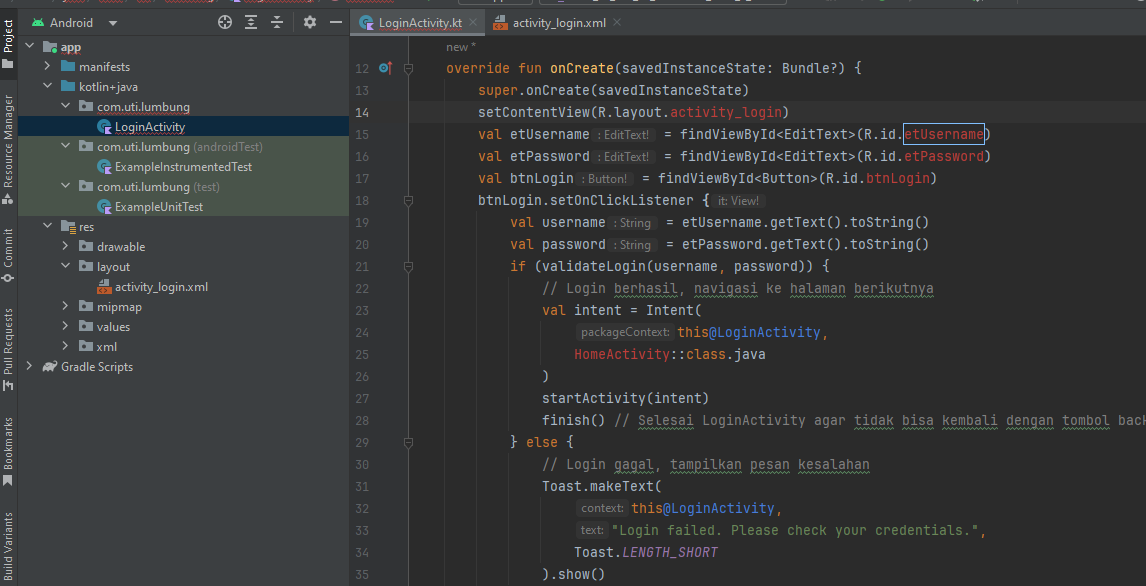 Android
LoginActivity.kt
activity_login.xml
Project
Resource Manager
Commit
Pull Requests
Bookmarks
Build Variants
app
manifests
kotlin+java
com.uti.lumbung
LoginActivity
com.uti.lumbung (androidTest)
ExampleInstrumentedTest
com.uti.lumbung (test)
ExampleUnitTest
res
drawable
layout
activity_login.xml
mipmap
values
xml
Gradle Scripts
new *
12 override fun onCreate(savedInstanceState: Bundle?) {
13 super.onCreate(savedInstanceState)
14 setContentView(R.layout.activity_login)
15 val etUsername : EditText! = findViewById<EditText>(R.id.etUsername)
16 val etPassword : EditText! = findViewById<EditText>(R.id.etPassword)
17 val btnLogin : Button! = findViewById<Button>(R.id.btnLogin)
18 btnLogin.setOnClickListener { it: View!
19 val username : String = etUsername.getText().toString()
20 val password : String = etPassword.getText().toString()
21 if (validateLogin(username, password)) {
22 // Login berhasil, navigasi ke halaman berikutnya
23 val intent = Intent(
24 packageContext: this@LoginActivity,
25 HomeActivity::class.java
26 )
27 startActivity(intent)
28 finish() // Selesai LoginActivity agar tidak bisa kembali dengan tombol back
29 } else {
30 // Login gagal, tampilkan pesan kesalahan
31 Toast.makeText(
32 context: this@LoginActivity,
33 text: "Login failed. Please check your credentials.",
34 Toast.LENGTH_SHORT
35 ).show()